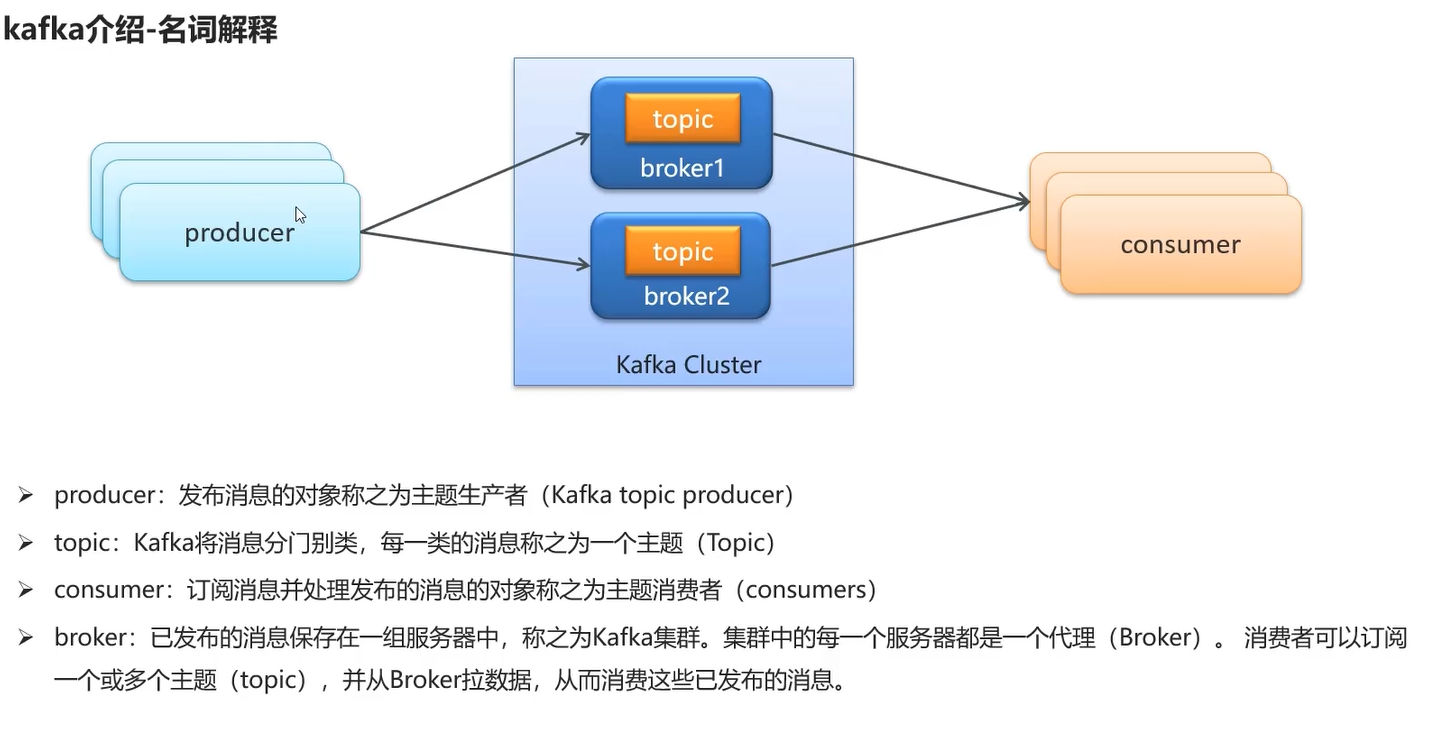 kafka介绍-名词解释
topic
broker1
producer
consumer
topic
broker2
Kafka Cluster
producer：发布消息的对象称之为主题生产者（Kafka topic producer）
topic：Kafka将消息分门别类，每一类的消息称之为一个主题（Topic）
consumer：订阅消息并处理发布的消息的对象称之为主题消费者（consumers）
broker：已发布的消息保存在一组服务器中，称之为Kafka集群。集群中的每一个服务器都是一个代理（Broker）。 消费者可以订阅
一个或多个主题（topic），并从Broker拉数据，从而消费这些已发布的消息。